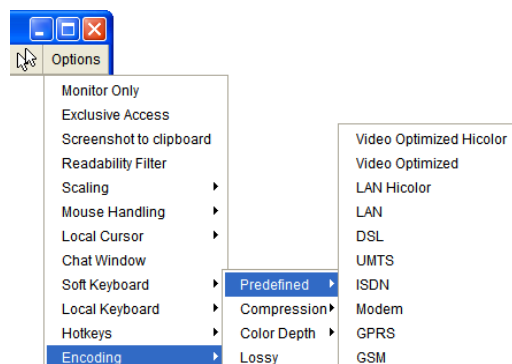 Options
Monitor Only
Exclusive Access
Screenshot to clipboard
Readability Filter
Scaling
Mouse Handling
Local Cursor
Chat Window
Soft Keyboard
Local Keyboard
Hotkeys
Encoding
Predefined
Compression
Color Depth
Lossy
Video Optimized Hicolor
Video Optimized
LAN Hicolor
LAN
DSL
UMTS
ISDN
Modem
GPRS
GSM